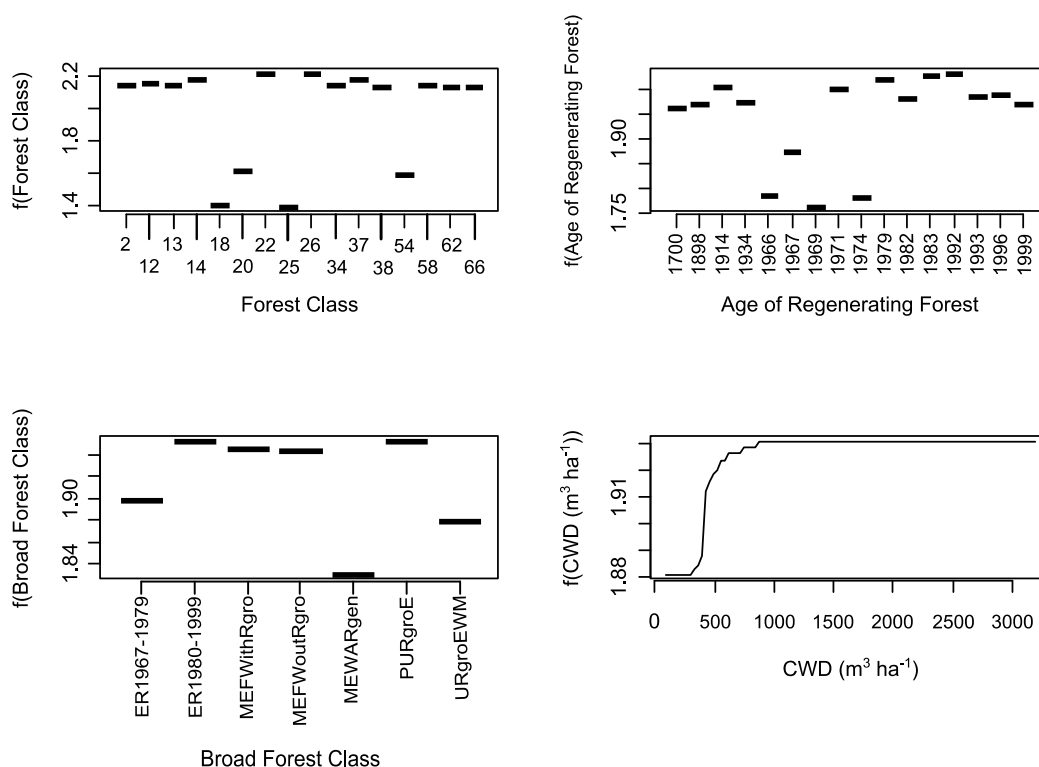 f(Forest Class)
2.2
1.8
1.4
2 13 18 22 26 37 54 62
12 14 20 25 34 38 58 66
Forest Class
f(Age of Regenerating Forest)
1.90
1.75
1700 1898 1914 1934 1966 1967 1969 1971 1974 1979 1982 1983 1992 1993 1996 1999
Age of Regenerating Forest
f(Broad Forest Class)
1.90
1.84
ER1967-1979
ER1980-1999
MEFWithRgro
MEFWoutRgro
MEWARgen
PURgroE
URgroEWM
Broad Forest Class
f(CWD (m³ ha⁻¹))
1.91
1.88
0 500 1000 1500 2000 2500 3000
CWD (m³ ha⁻¹)